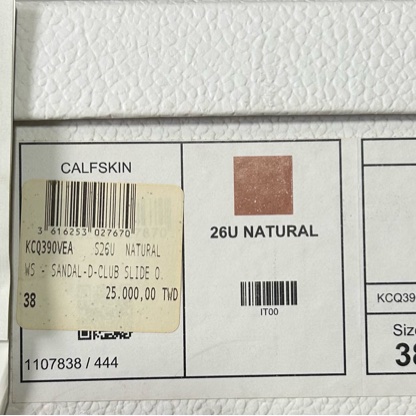 CALFSKIN
3 616253 027670
KCQ390VEA S26U NATURAL
WS - SANDAL-D-CLUB SLIDE O.
38 25.000,00 TWD
1107838 / 444
26U NATURAL
IT00
KCQ39
Siz
38